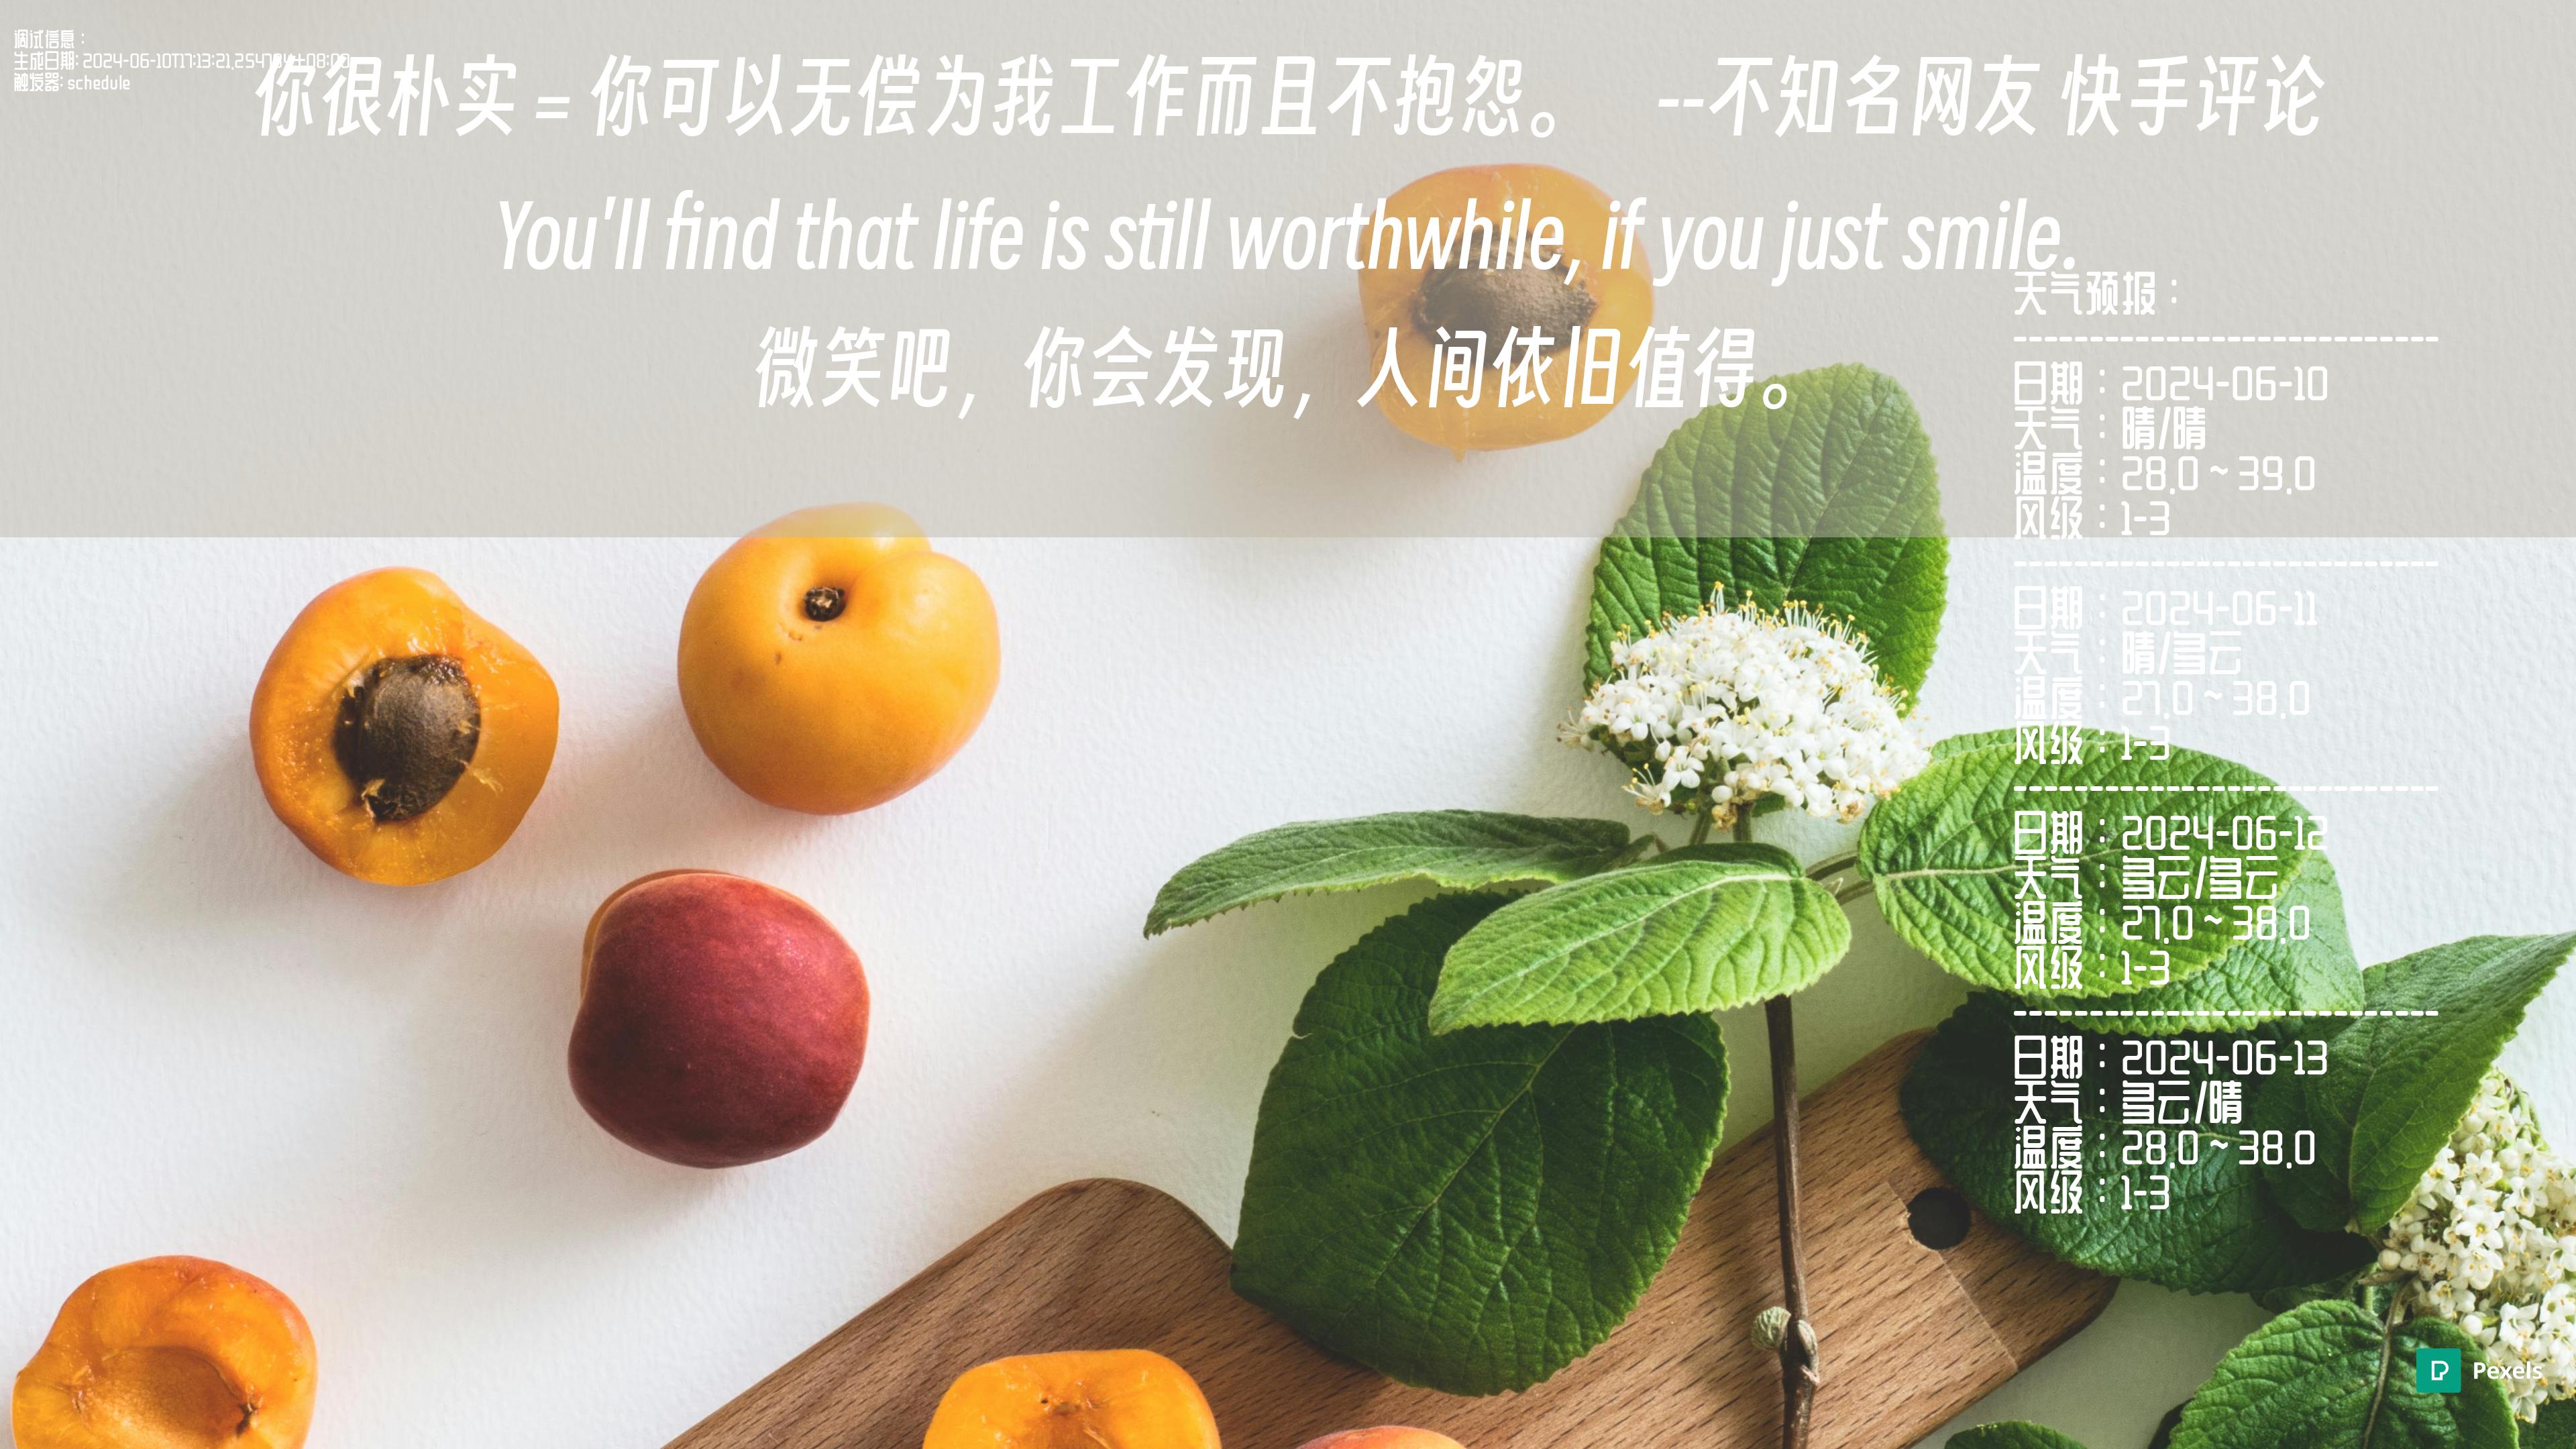 调试信息：
生成日期: 2024-06-10T17:13:21.254784+08:00
触发器: schedule
你很朴实 = 你可以无偿为我工作而且不抱怨。 --不知名网友 快手评论
You'll find that life is still worthwhile, if you just smile.
微笑吧，你会发现，人间依旧值得。
天气预报：
------------------------------
日期：2024-06-10
天气：晴/晴
温度：28.0 ~ 39.0
风级：1-3
------------------------------
日期：2024-06-11
天气：晴/多云
温度：27.0 ~ 38.0
风级：1-3
------------------------------
日期：2024-06-12
天气：多云/多云
温度：27.0 ~ 38.0
风级：1-3
------------------------------
日期：2024-06-13
天气：多云/晴
温度：28.0 ~ 38.0
风级：1-3
Pexels